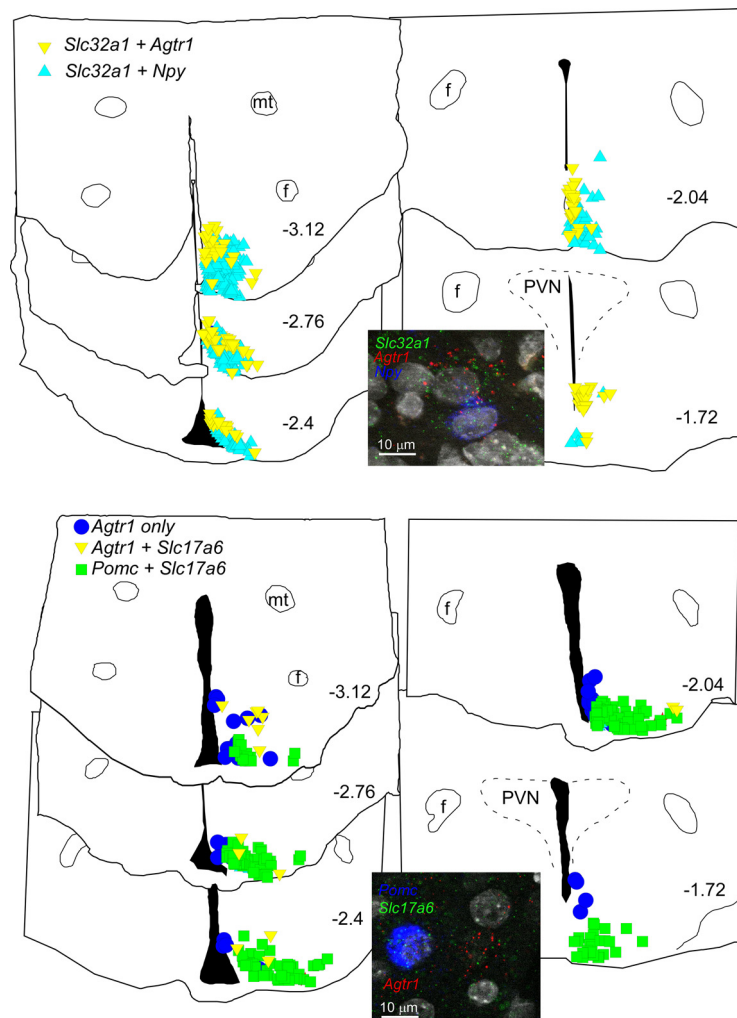 Slc32a1 + Agtr1
Slc32a1 + Npy
mt
f
-3.12
-2.76
-2.4
f
-2.04
f
PVN
-1.72
Slc32a1
Agtr1
Npy
10 μm
Agtr1 only
Agtr1 + Slc17a6
Pomc + Slc17a6
mt
f
-3.12
-2.76
-2.4
f
-2.04
f
PVN
-1.72
Pomc
Slc17a6
Agtr1
10 μm